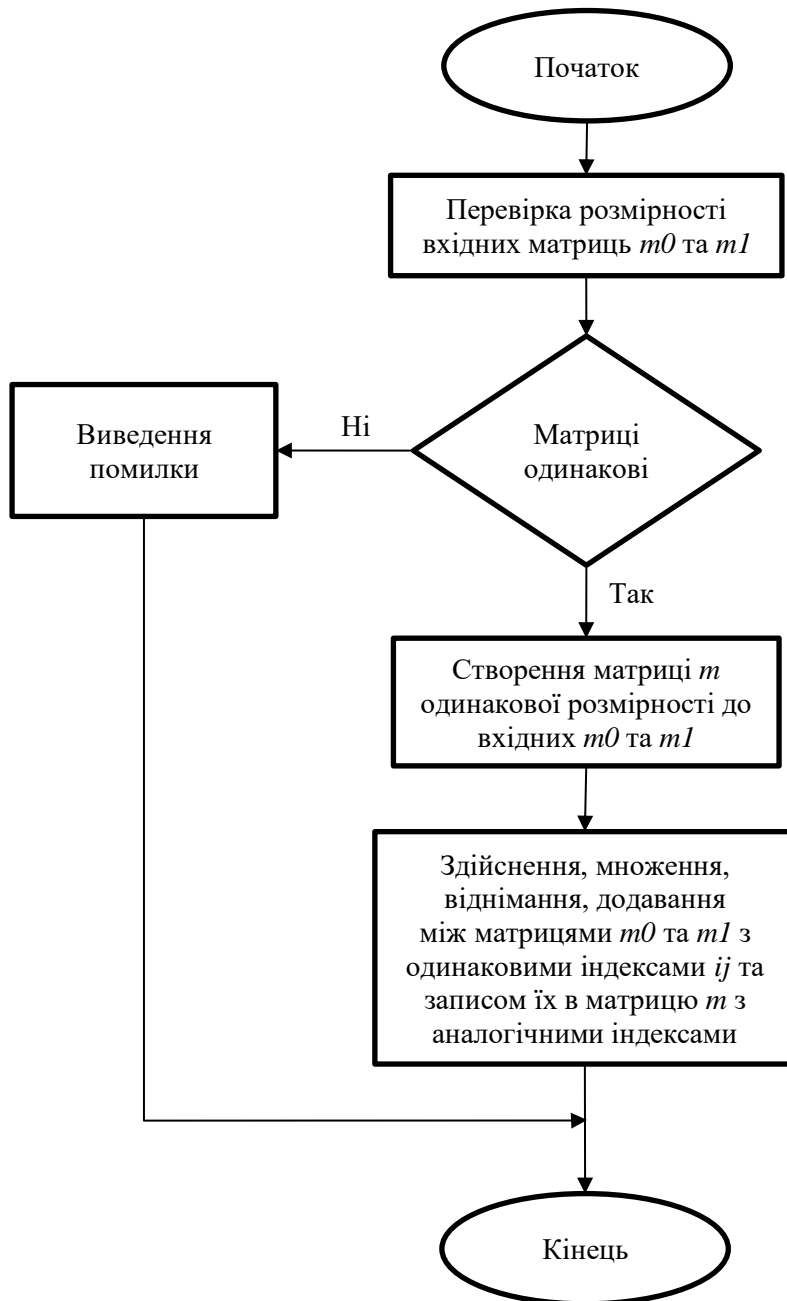 Початок
Перевірка розмірності
вхідних матриць m0 та m1
Матриці
одинакові
Ні
Виведення
помилки
Так
Створення матриці m
одинакової розмірності до
вхідних m0 та m1
Здійснення, множення,
віднімання, додавання
між матрицями m0 та m1 з
одинаковими індексами ij та
записом їх в матрицю m з
аналогічними індексами
Кінець